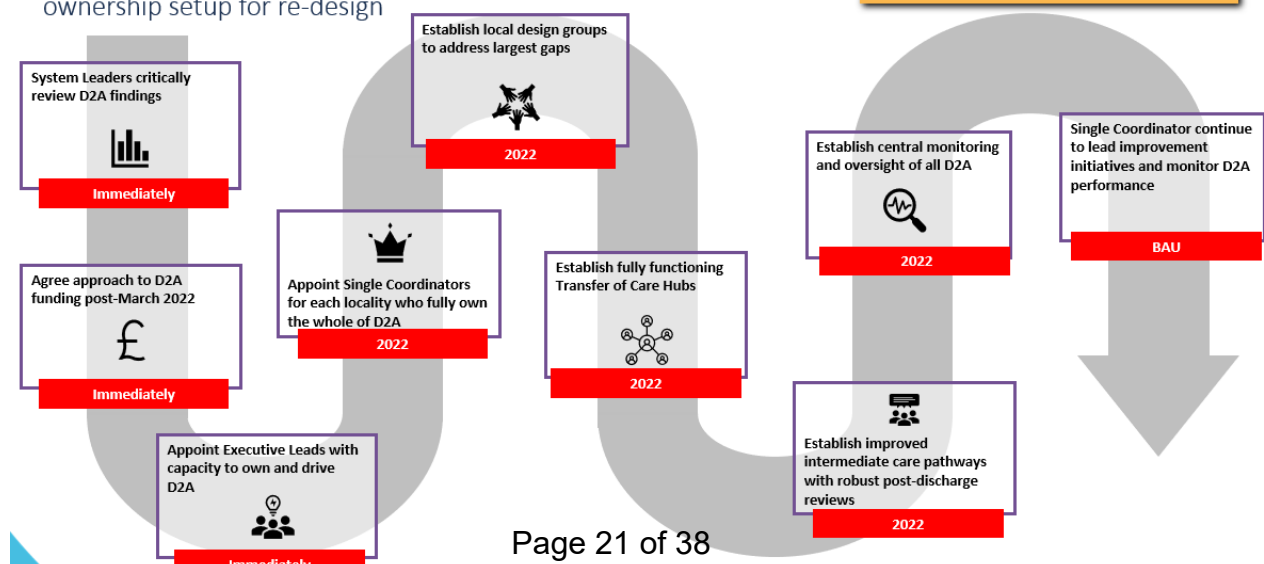 ownership setup for re-design
System Leaders critically
review D2A findings
Immediately
Agree approach to D2A
funding post-March 2022
£
Immediately
Appoint Executive Leads with
capacity to own and drive
D2A
Immediately
Appoint Single Coordinators
for each locality who fully own
the whole of D2A
2022
Establish local design groups
to address largest gaps
2022
Establish fully functioning
Transfer of Care Hubs
2022
Establish improved
intermediate care pathways
with robust post-discharge
reviews
2022
Establish central monitoring
and oversight of all D2A
2022
Single Coordinator continue
to lead improvement
initiatives and monitor D2A
performance
BAU
Page 21 of 38